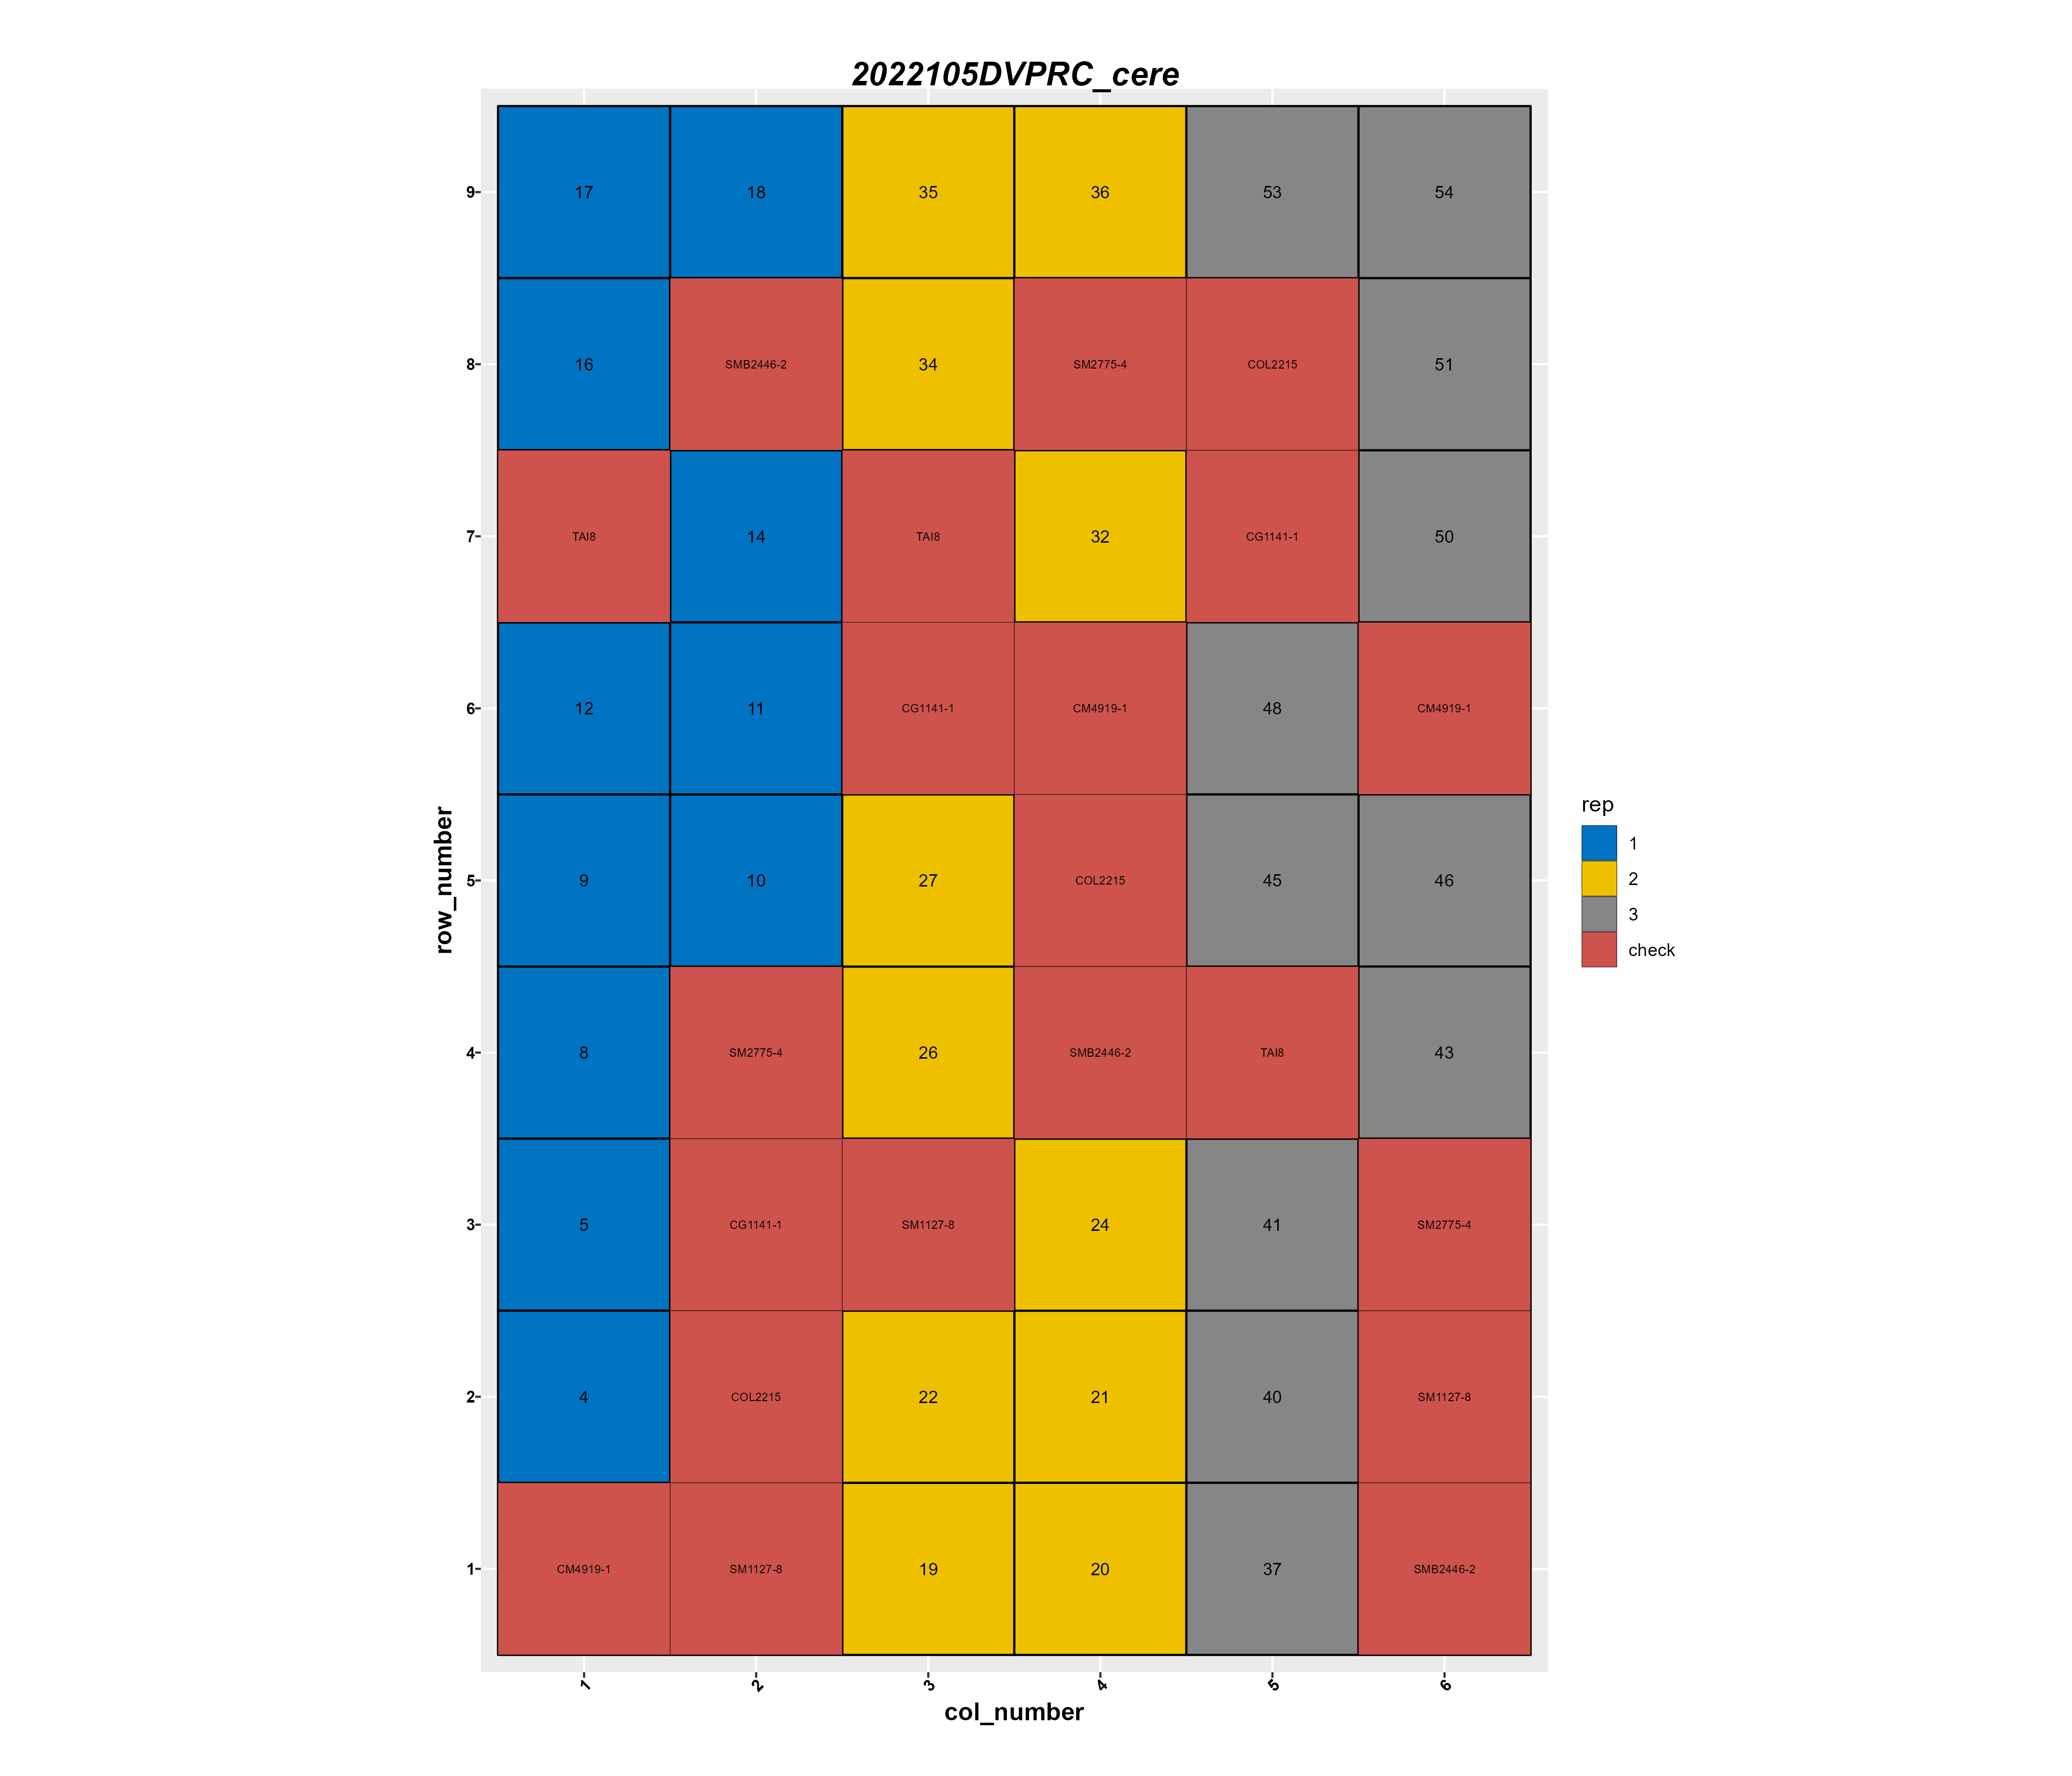 2022105DVPRC_cere
9 17 18 35 36 53 54
8 16 SMB2446-2 34 SM2775-4 COL2215 51
7 TAI8 14 TAI8 32 CG1141-1 50
6 12 11 CG1141-1 CM4919-1 48 CM4919-1
5 9 10 27 COL2215 45 46
4 8 SM2775-4 26 SMB2446-2 TAI8 43
3 5 CG1141-1 SM1127-8 24 41 SM2775-4
2 4 COL2215 22 21 40 SM1127-8
1 CM4919-1 SM1127-8 19 20 37 SMB2446-2
1 2 3 4 5 6
col_number
row_number
rep
1
2
3
check